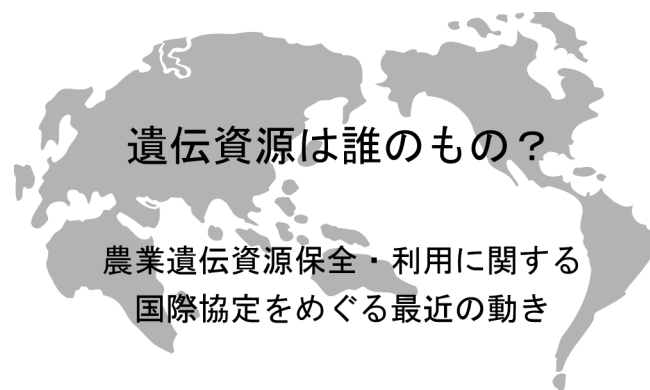 遺伝資源は誰のもの？
農業遺伝資源保全・利用に関する
国際協定をめぐる最近の動き